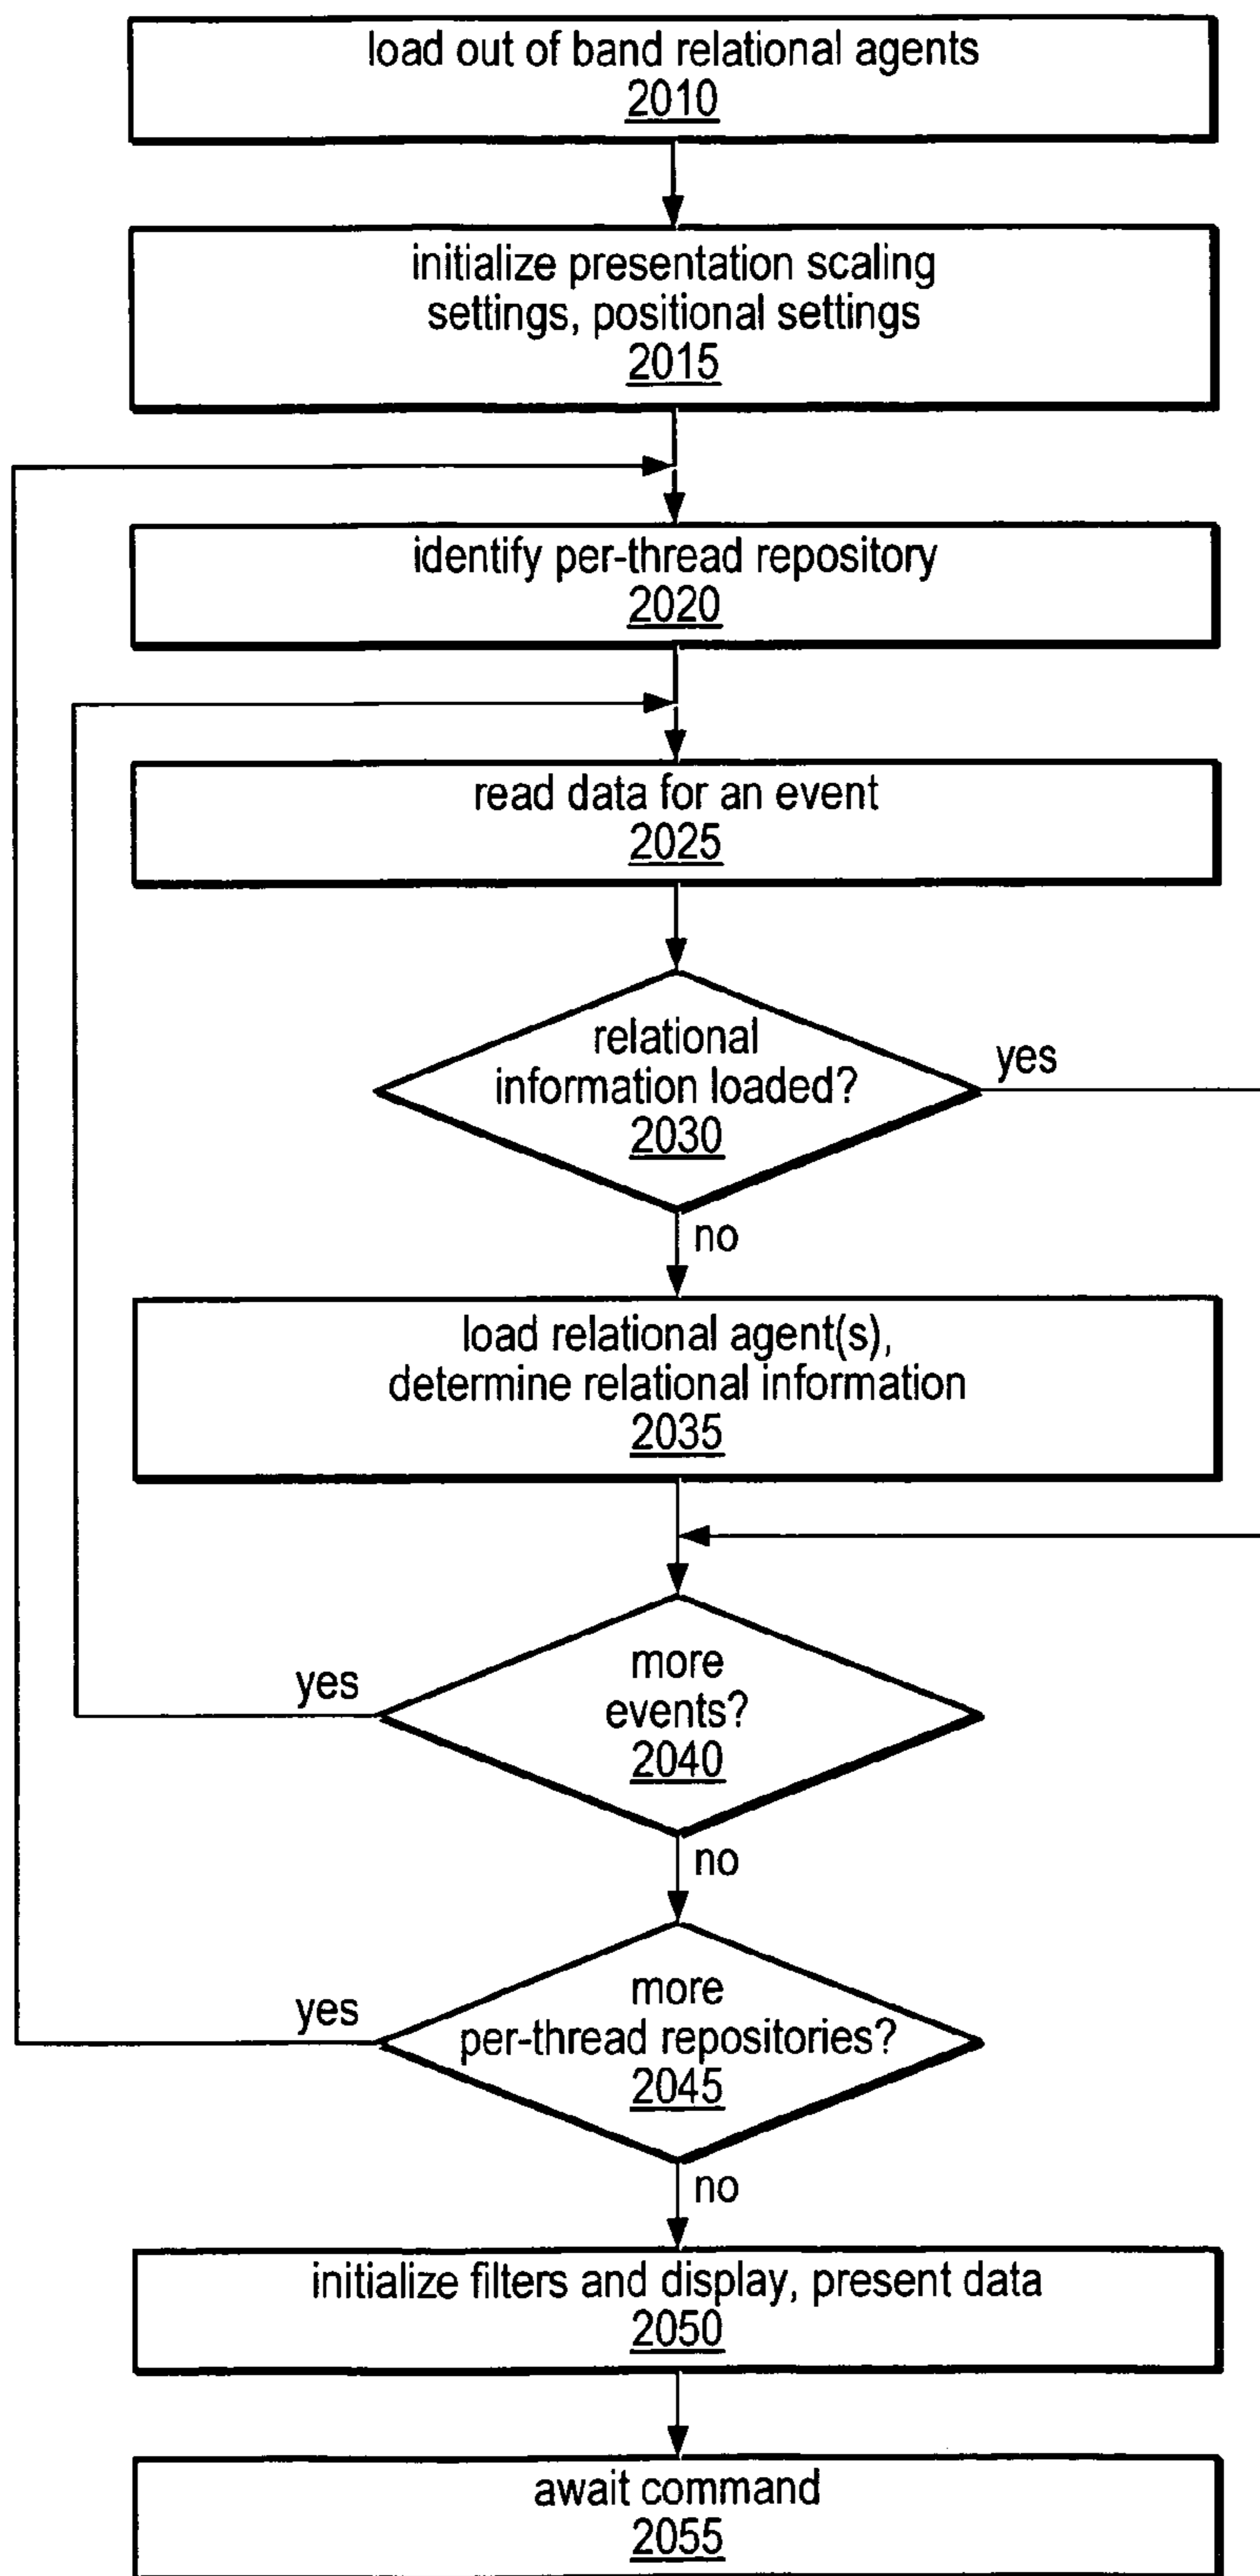 load out of band relational agents
2010
initialize presentation scaling
settings, positional settings
2015
identify per-thread repository
2020
read data for an event
2025
relational
information loaded?
2030
yes
no
load relational agent(s),
determine relational information
2035
more
events?
2040
yes
no
more
per-thread repositories?
2045
yes
no
initialize filters and display, present data
2050
await command
2055